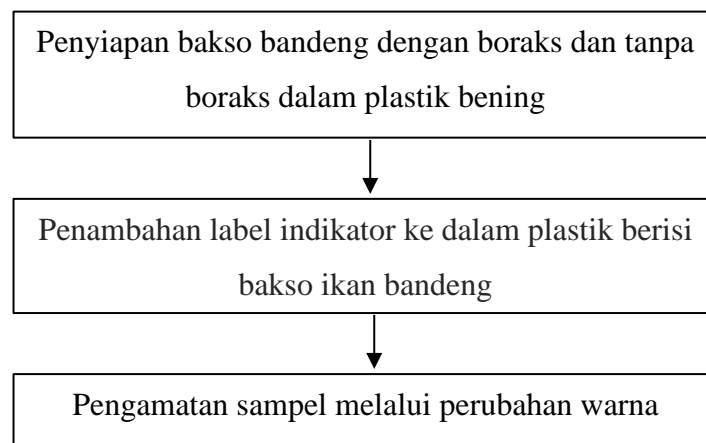 Penyiapan bakso bandeng dengan boraks dan tanpa
boraks dalam plastik bening
Penambahan label indikator ke dalam plastik berisi
bakso ikan bandeng
Pengamatan sampel melalui perubahan warna